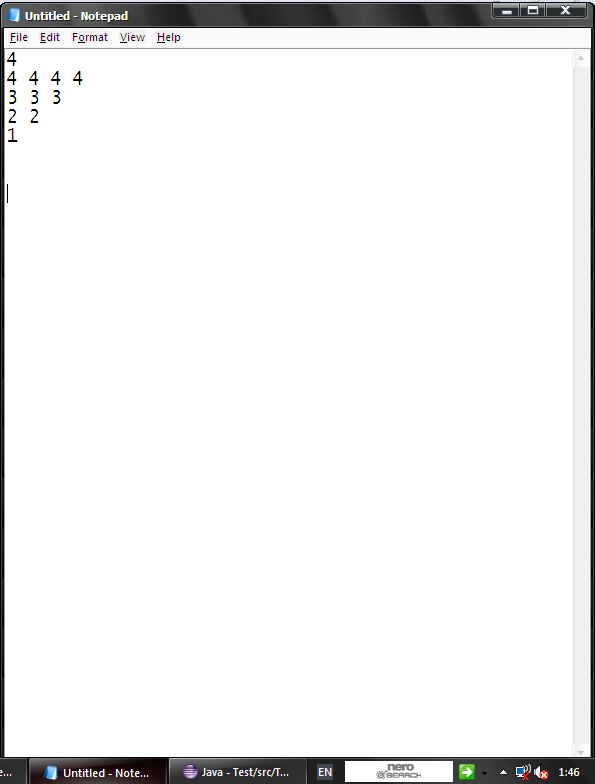 Untitled - Notepad
File Edit Format View Help
4
4 4 4 4
3 3 3
2 2
1
e... Untitled - Note... Java - Test/src/T... EN nero SEARCH 1:46